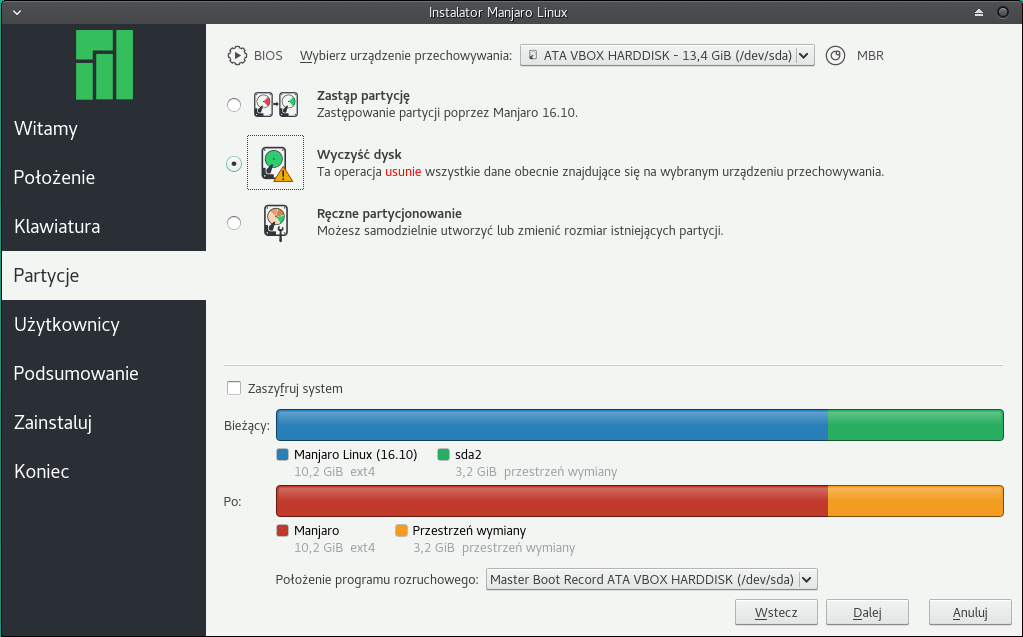 Instalator Manjaro Linux
Witamy
Położenie
Klawiatura
Partycje
Użytkownicy
Podsumowanie
Zainstaluj
Koniec
BIOS Wybierz urządzenie przechowywania: ATA VBOX HARDDISK - 13,4 GiB (/dev/sda) MBR
Zastąp partycję
Zastępowanie partycji poprzez Manjaro 16.10.
Wyczyść dysk
Ta operacja usunie wszystkie dane obecnie znajdujące się na wybranym urządzeniu przechowywania.
Ręczne partycjonowanie
Możesz samodzielnie utworzyć lub zmienić rozmiar istniejących partycji.
Zaszyfruj system
Bieżący:
Manjaro Linux (16.10) sda2
10,2 GiB ext4 3,2 GiB przestrzeń wymiany
Po:
Manjaro Przestrzeń wymiany
10,2 GiB ext4 3,2 GiB przestrzeń wymiany
Położenie programu rozruchowego: Master Boot Record ATA VBOX HARDDISK (/dev/sda)
Wstecz Dalej Anuluj